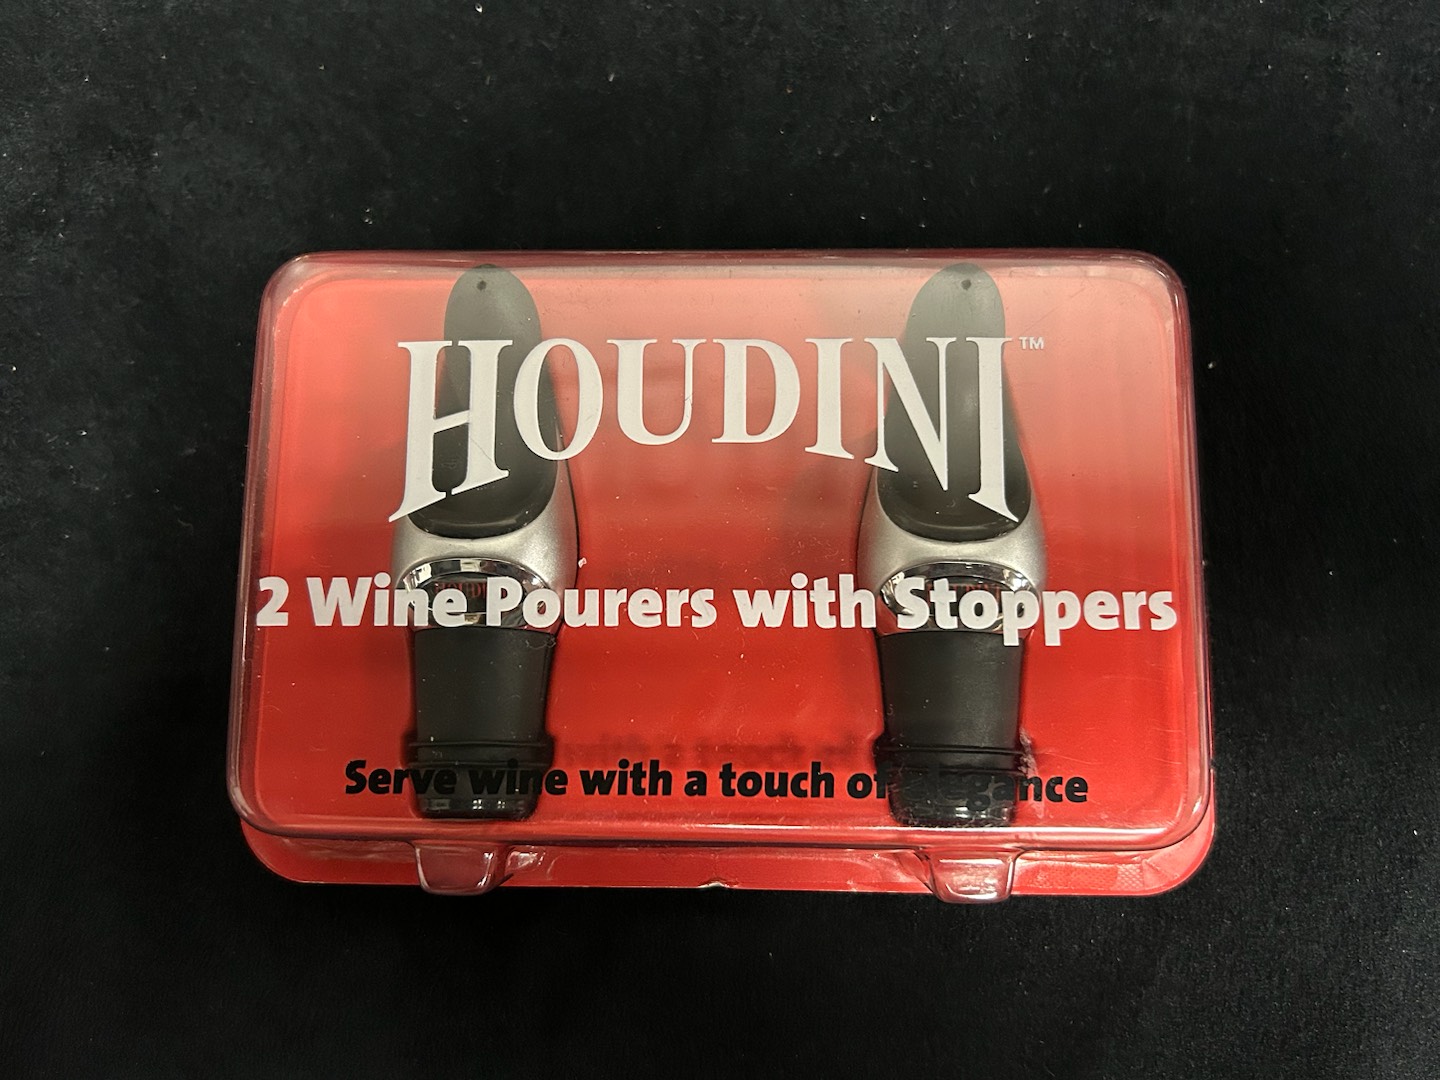 HOUDINI™
2 Wine Pourers with Stoppers
Serve wine with a touch of elegance